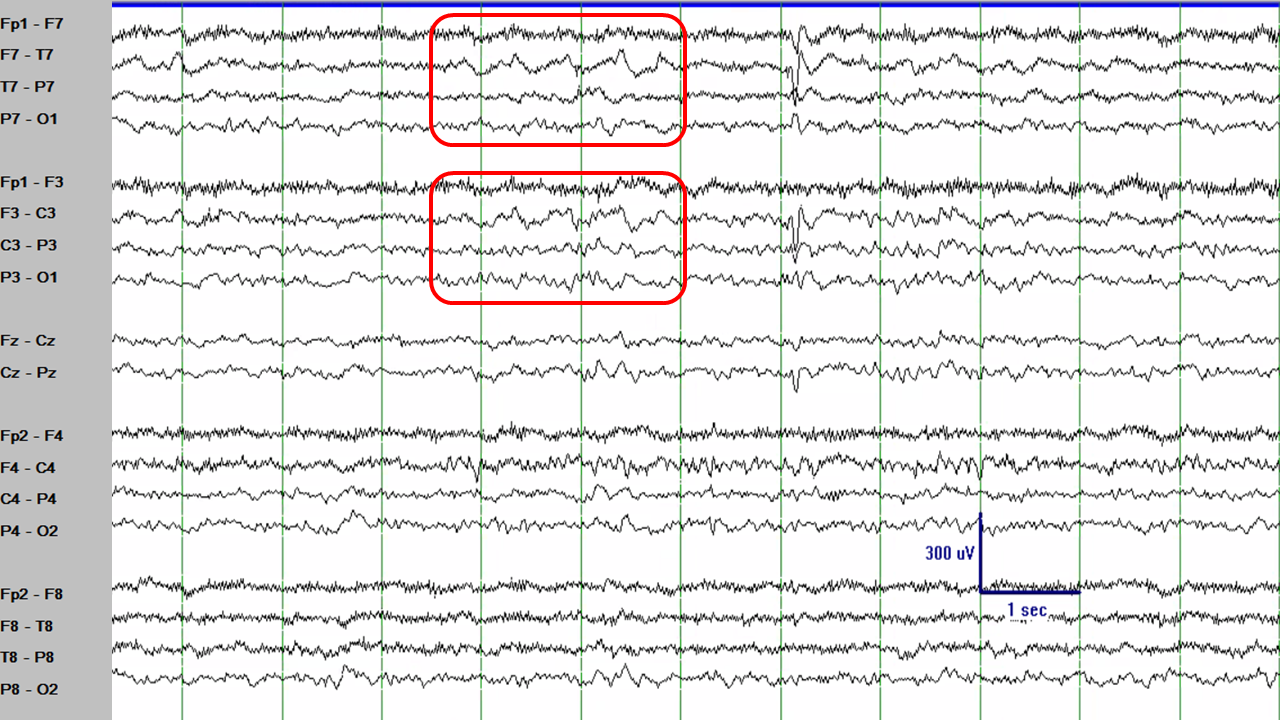 Fp1 - F7
F7 - T7
T7 - P7
P7 - O1
Fp1 - F3
F3 - C3
C3 - P3
P3 - O1
Fz - Cz
Cz - Pz
Fp2 - F4
F4 - C4
C4 - P4
P4 - O2
300 uV
Fp2 - F8
1 sec
F8 - T8
T8 - P8
P8 - O2